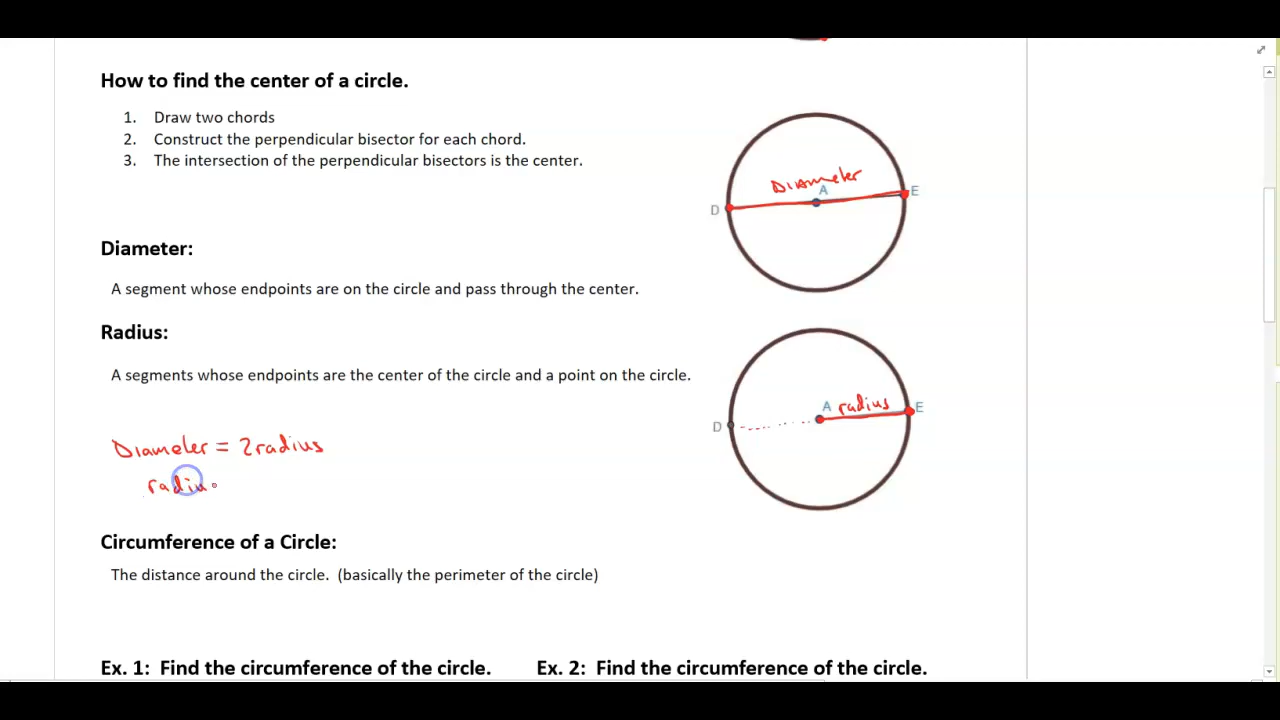 How to find the center of a circle.
1. Draw two chords
2. Construct the perpendicular bisector for each chord.
3. The intersection of the perpendicular bisectors is the center.
Diameter
A
D
E
Diameter:
A segment whose endpoints are on the circle and pass through the center.
Radius:
A segments whose endpoints are the center of the circle and a point on the circle.
A radius E
D
Diameter = 2radius
radiu
Circumference of a Circle:
The distance around the circle. (basically the perimeter of the circle)
Ex. 1: Find the circumference of the circle.
Ex. 2: Find the circumference of the circle.